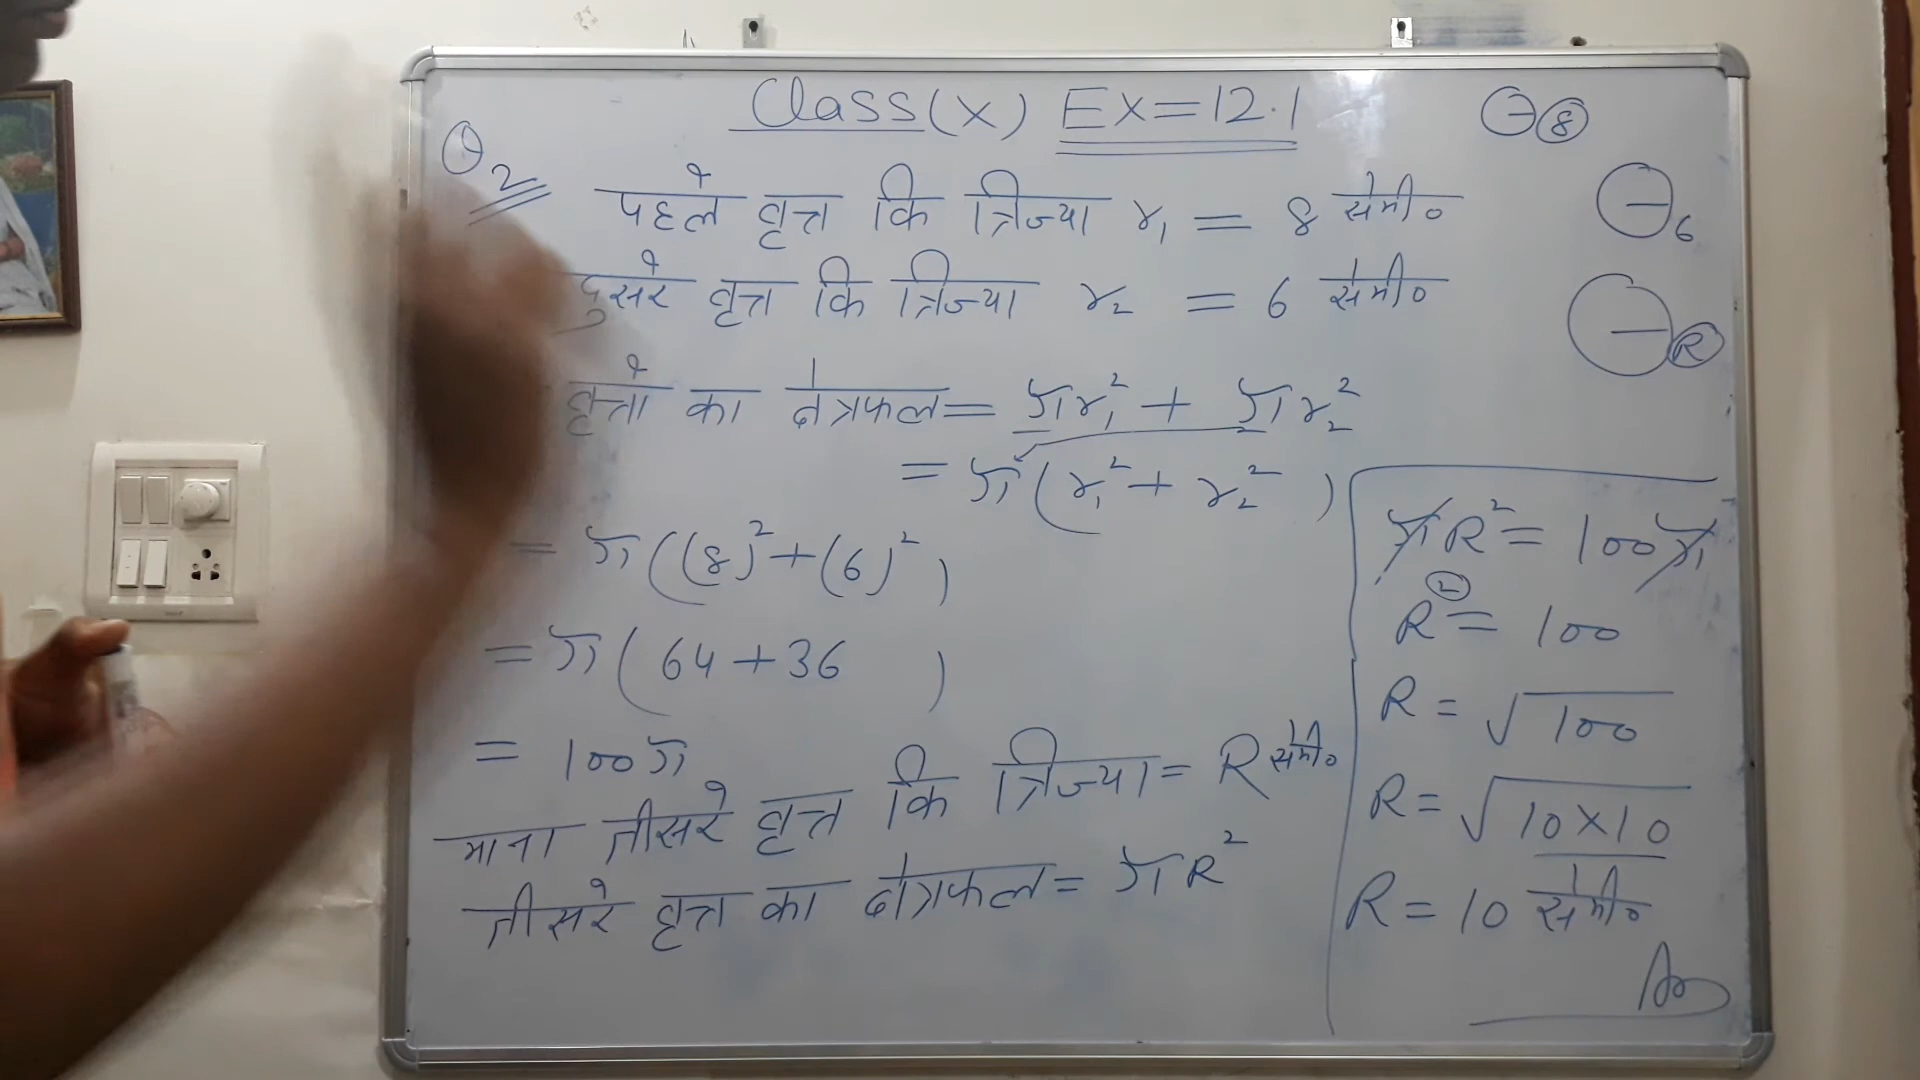 Class(X) Ex=12.1
Q2
पहले वृत्त कि त्रिज्या r₁ = 8 सेमी०
दुसरे वृत्त कि त्रिज्या r₂ = 6 सेमी०
वृत्तो का क्षेत्रफल = πr₁² + πr₂²
= π(r₁² + r₂²)
= π((8)² + (6)²)
= π(64 + 36)
= 100π
माना तीसरे वृत्त कि त्रिज्या = R सेमी०
तीसरे वृत्त का क्षेत्रफल = πR²
8
6
R
πR² = 100π
R² = 100
R = √100
R = √10×10
R = 10 सेमी०
Ans